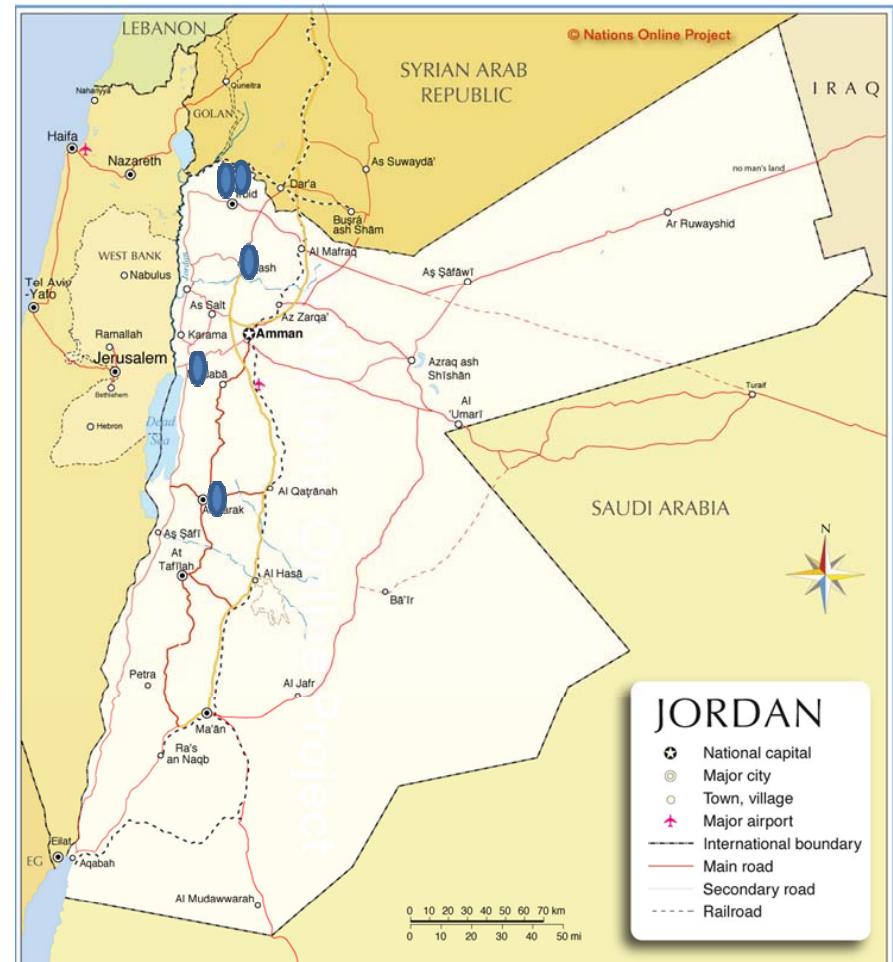 LEBANON
© Nations Online Project
SYRIAN ARAB
REPUBLIC
IRAQ
Nahariyya
Quneitra
GOLAN
Haifa
Nazareth
As Suwaydā'
no man's land
Dar'a
Buṣrá
ash Shām
Ar Ruwayshid
WEST BANK
Nabulus
Jordan
Al Mafraq
Aş Şafāwī
Tel Aviv
-Yafo
As Salt
Az Zarqa'
Ramallah
Karama
Amman
Jerusalem
Azraq ash
Shīshān
Bethlehem
Turaif
Al
'Umarī
Hebron
Dead
Sea
Al Qaṭrānah
SAUDI ARABIA
Aş Şāfī
N
At
Tafīlah
Al Hasā
Bā'ir
Petra
Al Jafr
Ma'ān
Ra's
an Naqb
Eilat
EG
Aqabah
Al Mudawwarah
0 10 20 30 40 50 60 70 km
0 10 20 30 40 50 mi
JORDAN
National capital
Major city
Town, village
Major airport
International boundary
Main road
Secondary road
Railroad